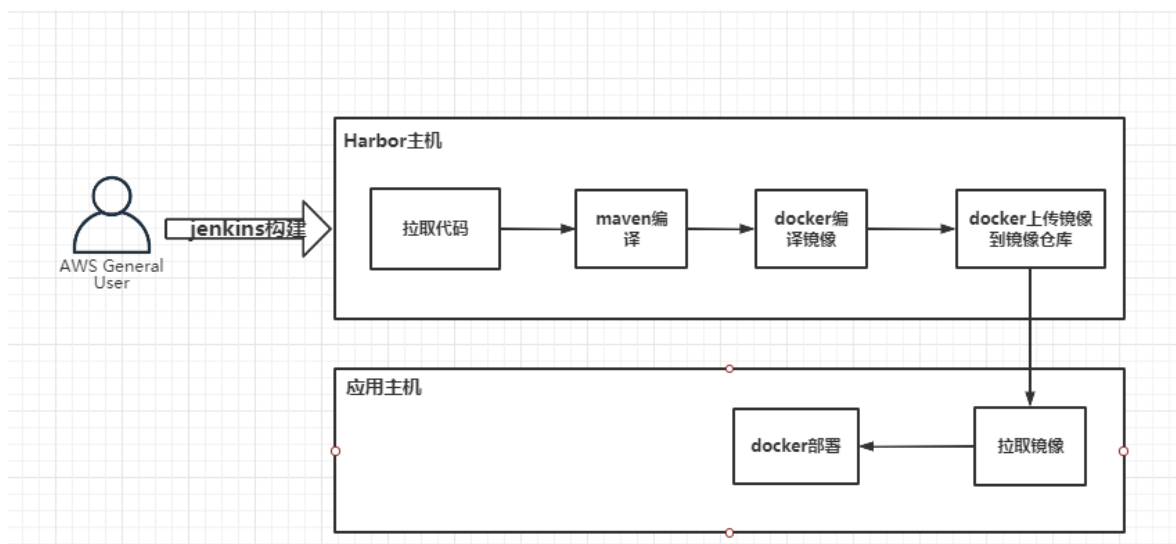 Harbor主机
jenkins构建
AWS General
User
拉取代码
maven编
译
docker编
译镜像
docker上传镜像
到镜像仓库
应用主机
docker部署
拉取镜像